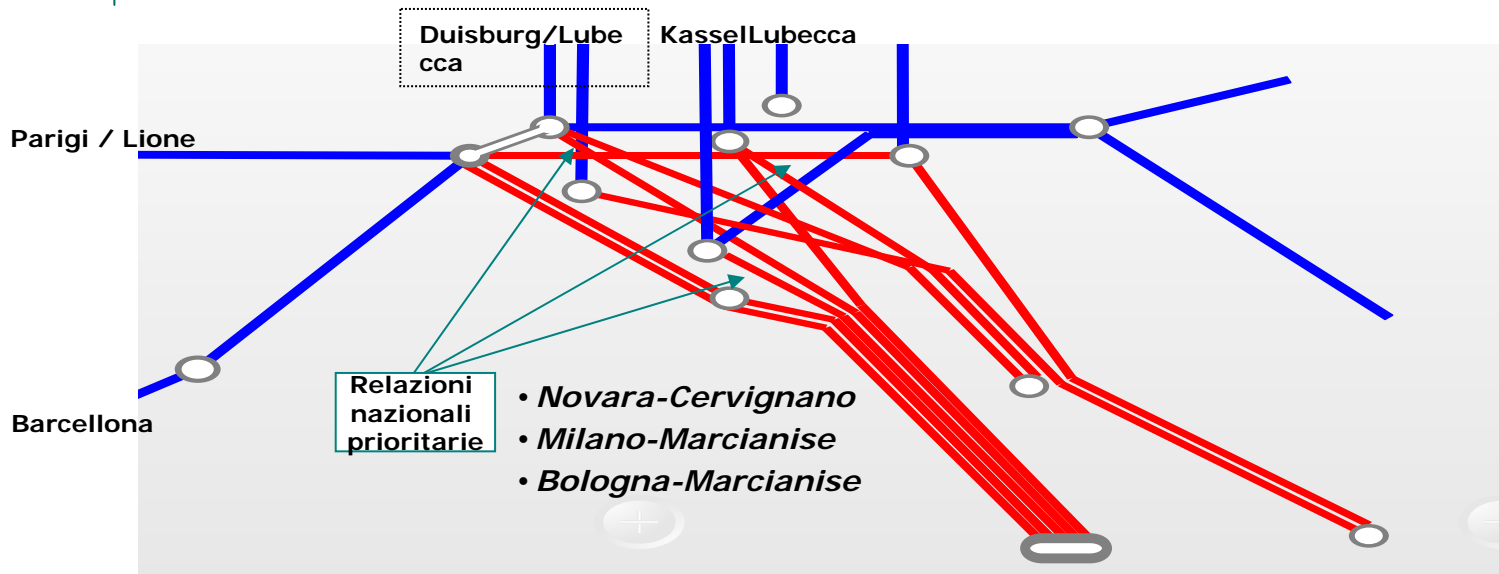 Duisburg/Lube
cca
KasselLubecca
Parigi / Lione
Relazioni
nazionali
prioritarie
• Novara-Cervignano
• Milano-Marcianise
• Bologna-Marcianise
Barcellona